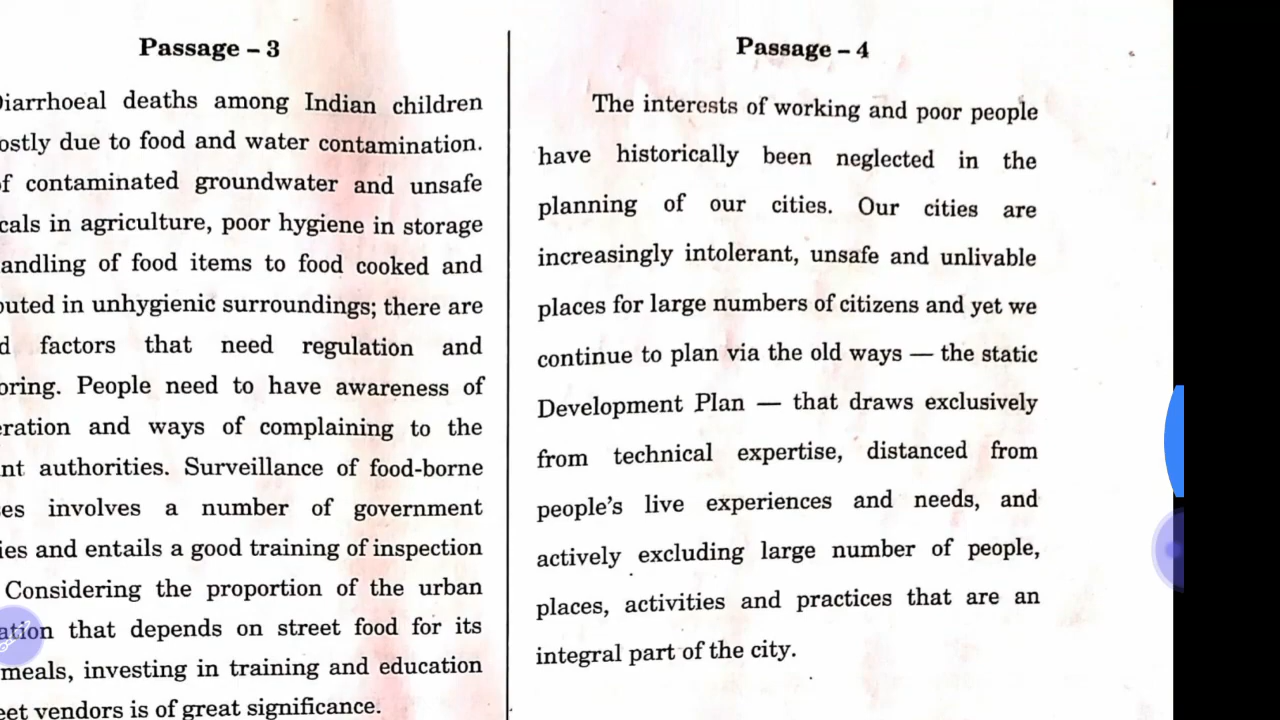 Passage – 3
Diarrhoeal deaths among Indian children
ostly due to food and water contamination.
of contaminated groundwater and unsafe
cals in agriculture, poor hygiene in storage
andling of food items to food cooked and
buted in unhygienic surroundings; there are
d factors that need regulation and
oring. People need to have awareness of
eration and ways of complaining to the
nt authorities. Surveillance of food-borne
es involves a number of government
ies and entails a good training of inspection
Considering the proportion of the urban
ation that depends on street food for its
meals, investing in training and education
eet vendors is of great significance.
Passage – 4
The interests of working and poor people
have historically been neglected in the
planning of our cities. Our cities are
increasingly intolerant, unsafe and unlivable
places for large numbers of citizens and yet we
continue to plan via the old ways — the static
Development Plan — that draws exclusively
from technical expertise, distanced from
people's live experiences and needs, and
actively excluding large number of people,
places, activities and practices that are an
integral part of the city.